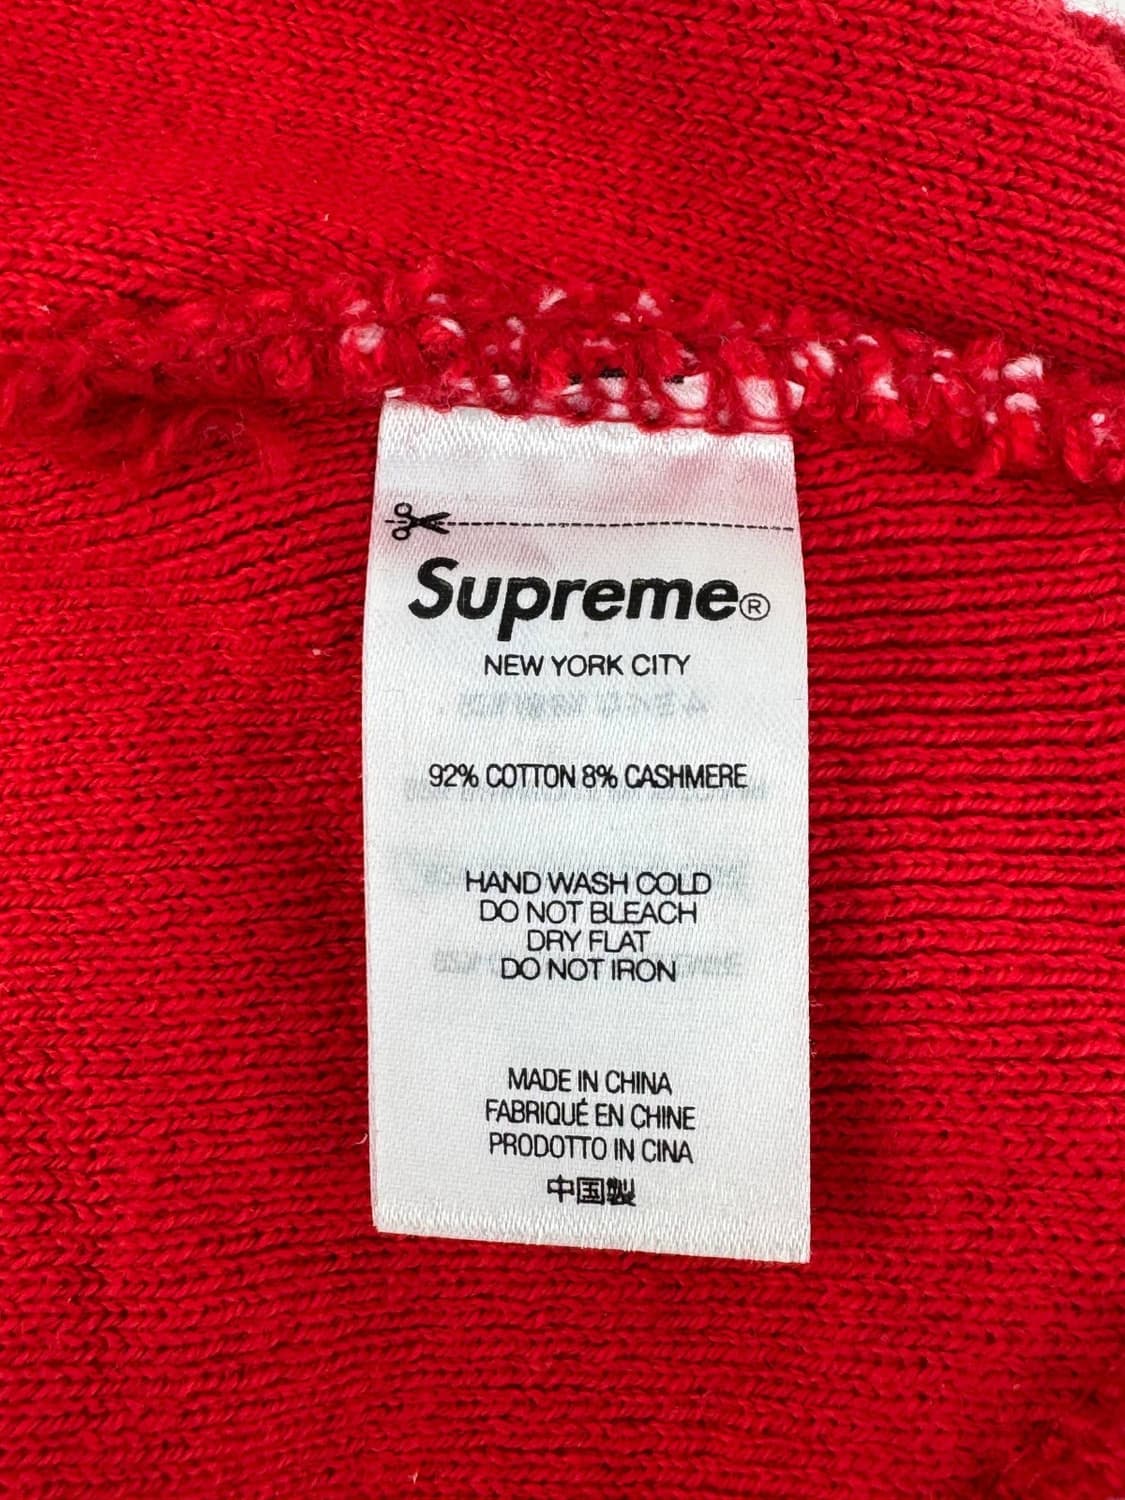 Supreme®
NEW YORK CITY
92% COTTON 8% CASHMERE
HAND WASH COLD
DO NOT BLEACH
DRY FLAT
DO NOT IRON
MADE IN CHINA
FABRIQUÉ EN CHINE
PRODOTTO IN CINA
中国製